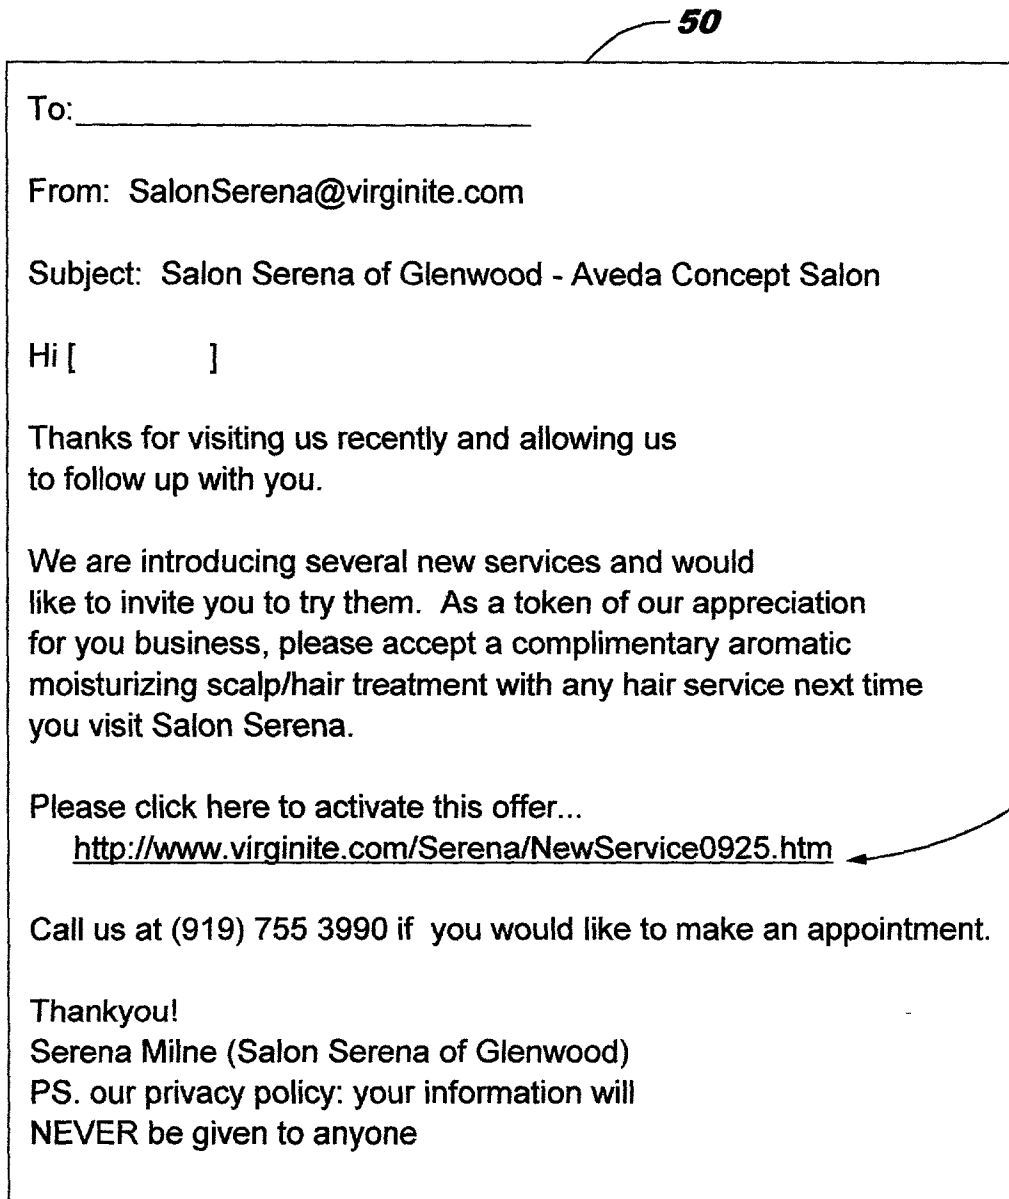 50
To:
From: SalonSerena@virginite.com
Subject: Salon Serena of Glenwood - Aveda Concept Salon
Hi [ ]
Thanks for visiting us recently and allowing us
to follow up with you.
We are introducing several new services and would
like to invite you to try them. As a token of our appreciation
for you business, please accept a complimentary aromatic
moisturizing scalp/hair treatment with any hair service next time
you visit Salon Serena.
Please click here to activate this offer...
http://www.virginite.com/Serena/NewService0925.htm
Call us at (919) 755 3990 if you would like to make an appointment.
Thankyou!
Serena Milne (Salon Serena of Glenwood)
PS. our privacy policy: your information will
NEVER be given to anyone